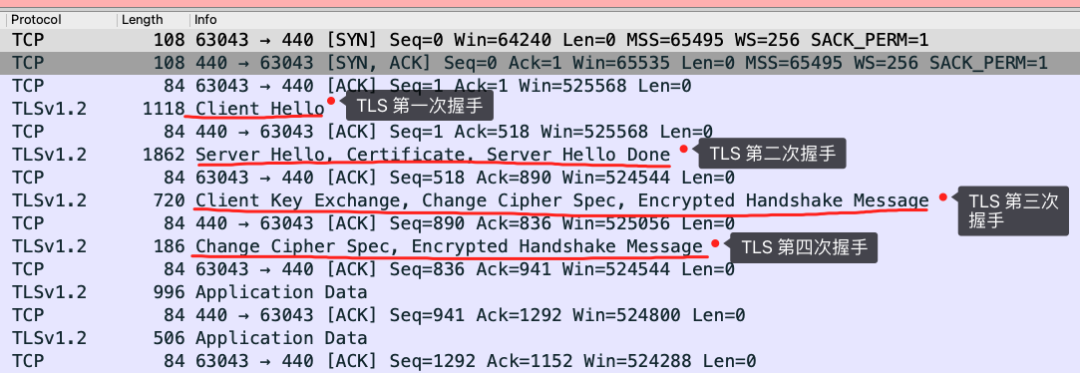 Protocol Length Info
TCP 108 63043 → 440 [SYN] Seq=0 Win=64240 Len=0 MSS=65495 WS=256 SACK_PERM=1
TCP 108 440 → 63043 [SYN, ACK] Seq=0 Ack=1 Win=65535 Len=0 MSS=65495 WS=256 SACK_PERM=1
TCP 84 63043 → 440 [ACK] Seq=1 Ack=1 Win=525568 Len=0
TLSv1.2 1118 Client Hello TLS 第一次握手
TCP 84 440 → 63043 [ACK] Seq=1 Ack=518 Win=525568 Len=0
TLSv1.2 1862 Server Hello, Certificate, Server Hello Done TLS 第二次握手
TCP 84 63043 → 440 [ACK] Seq=518 Ack=890 Win=524544 Len=0
TLSv1.2 720 Client Key Exchange, Change Cipher Spec, Encrypted Handshake Message TLS 第三次
握手
TCP 84 440 → 63043 [ACK] Seq=890 Ack=836 Win=525056 Len=0
TLSv1.2 186 Change Cipher Spec, Encrypted Handshake Message TLS 第四次握手
TCP 84 63043 → 440 [ACK] Seq=836 Ack=941 Win=524544 Len=0
TLSv1.2 996 Application Data
TCP 84 440 → 63043 [ACK] Seq=941 Ack=1292 Win=524800 Len=0
TLSv1.2 506 Application Data
TCP 84 63043 → 440 [ACK] Seq=1292 Ack=1152 Win=524288 Len=0